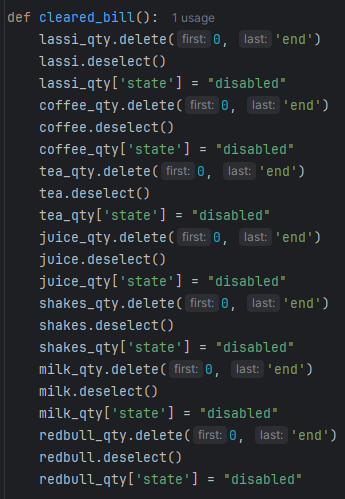 def cleared_bill(): 1 usage
    lassi_qty.delete(first: 0, last: 'end')
    lassi.deselect()
    lassi_qty['state'] = "disabled"
    coffee_qty.delete(first: 0, last: 'end')
    coffee.deselect()
    coffee_qty['state'] = "disabled"
    tea_qty.delete(first: 0, last: 'end')
    tea.deselect()
    tea_qty['state'] = "disabled"
    juice_qty.delete(first: 0, last: 'end')
    juice.deselect()
    juice_qty['state'] = "disabled"
    shakes_qty.delete(first: 0, last: 'end')
    shakes.deselect()
    shakes_qty['state'] = "disabled"
    milk_qty.delete(first: 0, last: 'end')
    milk.deselect()
    milk_qty['state'] = "disabled"
    redbull_qty.delete(first: 0, last: 'end')
    redbull.deselect()
    redbull_qty['state'] = "disabled"